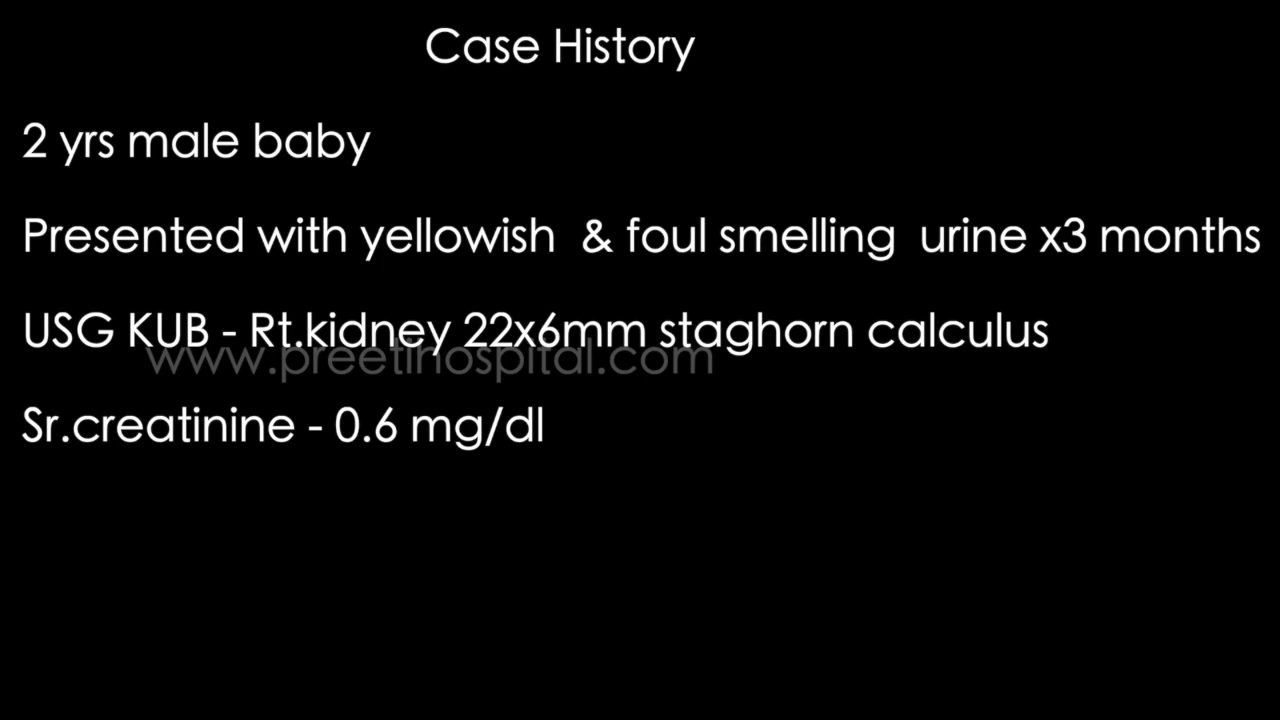 Case History
2 yrs male baby
Presented with yellowish & foul smelling urine x3 months
USG KUB - Rt.kidney 22x6mm staghorn calculus
www.preetihospital.com
Sr.creatinine - 0.6 mg/dl